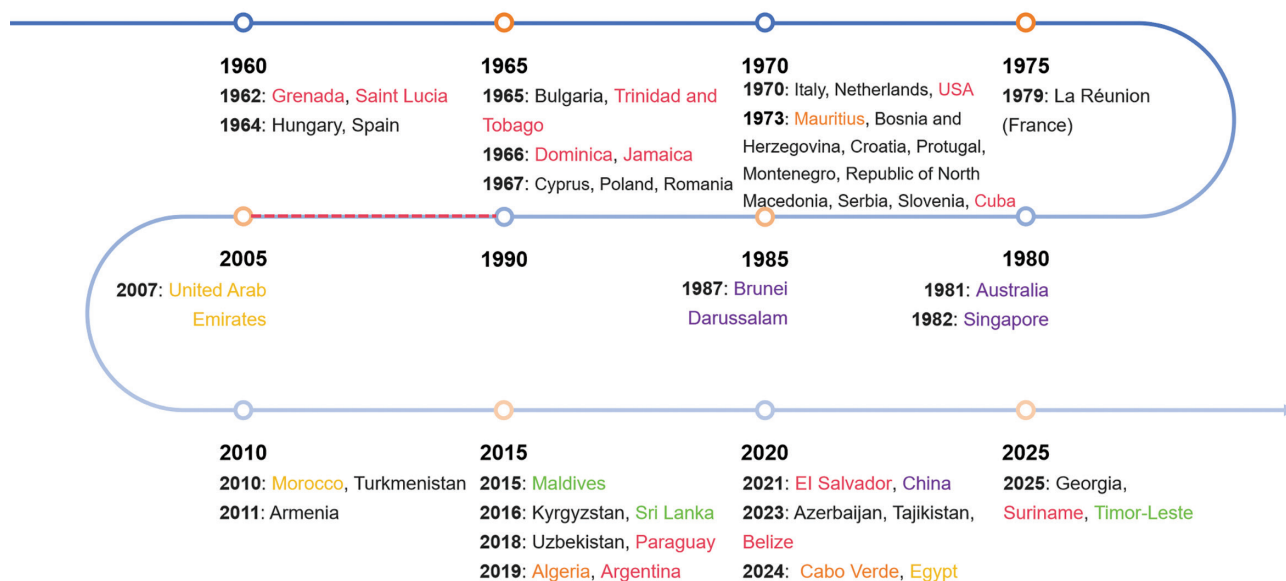 1960
1962: Grenada, Saint Lucia
1964: Hungary, Spain
1965
1965: Bulgaria, Trinidad and
Tobago
1966: Dominica, Jamaica
1967: Cyprus, Poland, Romania
1970
1970: Italy, Netherlands, USA
1973: Mauritius, Bosnia and
Herzegovina, Croatia, Protugal,
Montenegro, Republic of North
Macedonia, Serbia, Slovenia, Cuba
1975
1979: La Réunion
(France)
1980
1981: Australia
1982: Singapore
1985
1987: Brunei
Darussalam
1990
2005
2007: United Arab
Emirates
2010
2010: Morocco, Turkmenistan
2011: Armenia
2015
2015: Maldives
2016: Kyrgyzstan, Sri Lanka
2018: Uzbekistan, Paraguay
2019: Algeria, Argentina
2020
2021: El Salvador, China
2023: Azerbaijan, Tajikistan,
Belize
2024: Cabo Verde, Egypt
2025
2025: Georgia,
Suriname, Timor-Leste